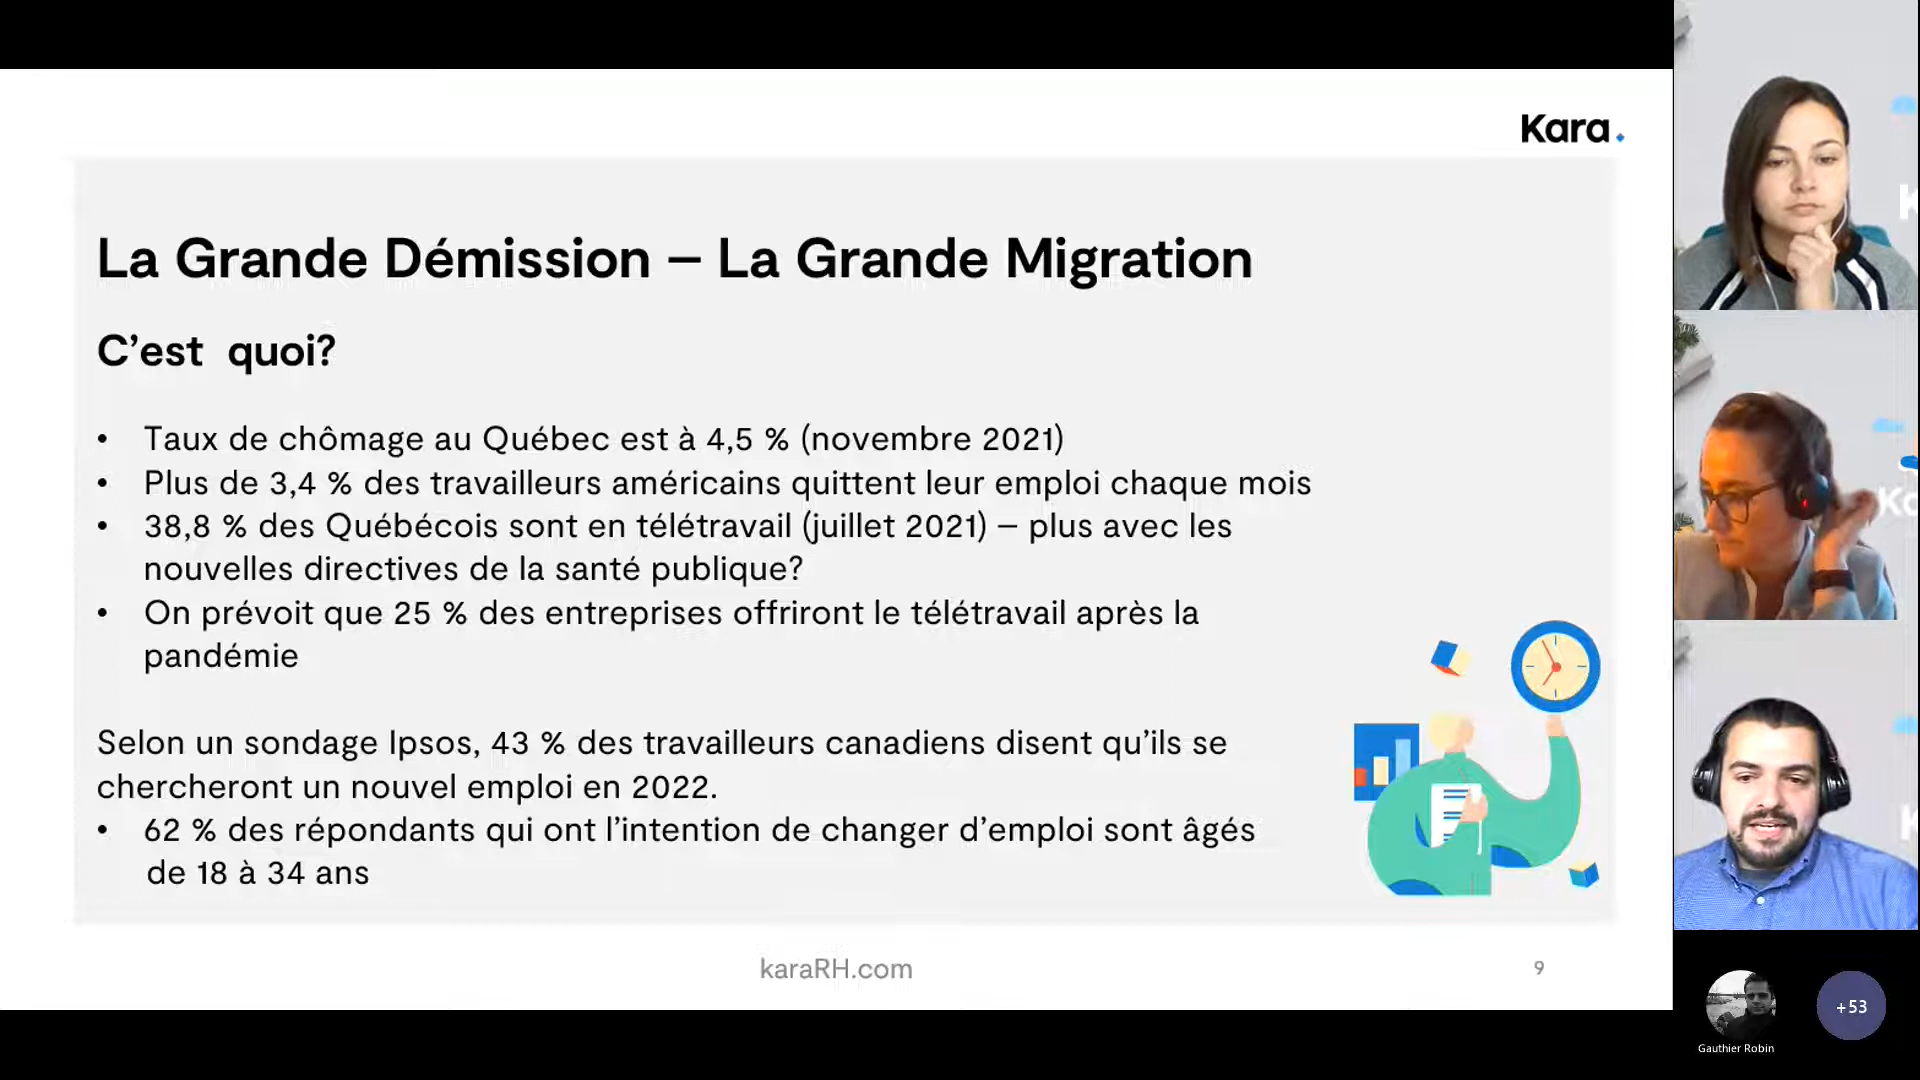 Kara
La Grande Démission – La Grande Migration
C’est quoi?
• Taux de chômage au Québec est à 4,5 % (novembre 2021)
• Plus de 3,4 % des travailleurs américains quittent leur emploi chaque mois
• 38,8 % des Québécois sont en télétravail (juillet 2021) – plus avec les
nouvelles directives de la santé publique?
• On prévoit que 25 % des entreprises offriront le télétravail après la
pandémie
Selon un sondage Ipsos, 43 % des travailleurs canadiens disent qu’ils se
chercheront un nouvel emploi en 2022.
• 62 % des répondants qui ont l’intention de changer d’emploi sont âgés
de 18 à 34 ans
karaRH.com
9
Gauthier Robin
+53